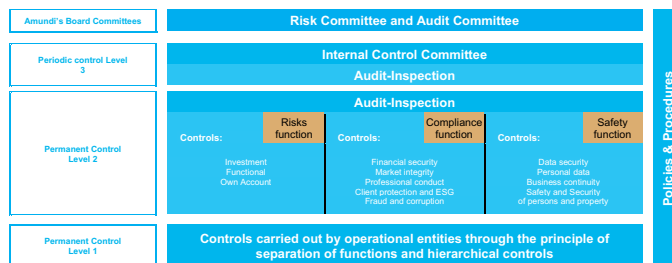 Amundi's Board Committees
Risk Committee and Audit Committee
Periodic control Level
3
Internal Control Committee
Audit-Inspection
Permanent Control
Level 2
Audit-Inspection
Controls:
Risks
function
Investment
Functional
Own Account
Controls:
Compliance
function
Financial security
Market integrity
Professional conduct
Client protection and ESG
Fraud and corruption
Controls:
Safety
function
Data security
Personal data
Business continuity
Safety and Security
of persons and property
Permanent Control
Level 1
Controls carried out by operational entities through the principle of
separation of functions and hierarchical controls
Policies & Procedures